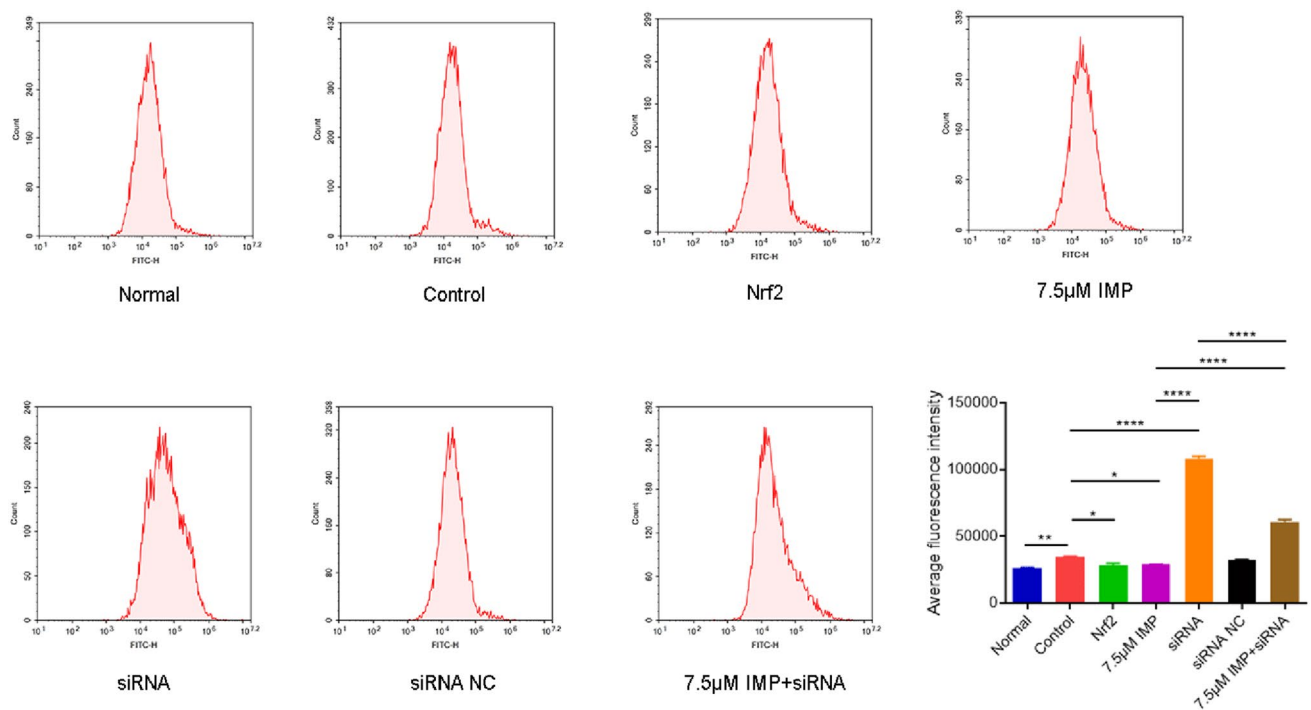 349
240
160
80
0
Count
10^1 10^2 10^3 10^4 10^5 10^6 10^7.2
FITC-H
Normal
432
300
200
100
0
Count
10^1 10^2 10^3 10^4 10^5 10^6 10^7.2
FITC-H
Control
299
240
180
120
60
0
Count
10^1 10^2 10^3 10^4 10^5 10^6 10^7.2
FITC-H
Nrf2
339
240
160
80
0
Count
10^1 10^2 10^3 10^4 10^5 10^6 10^7.2
FITC-H
7.5μM IMP
240
200
150
100
50
0
Count
10^1 10^2 10^3 10^4 10^5 10^6 10^7.2
FITC-H
siRNA
358
320
240
160
80
0
Count
10^1 10^2 10^3 10^4 10^5 10^6 10^7.2
FITC-H
siRNA NC
292
240
180
120
60
0
Count
10^1 10^2 10^3 10^4 10^5 10^6 10^7.2
FITC-H
7.5μM IMP+siRNA
****
****
****
****
*
*
**
150000
100000
50000
0
Average fluorescence intensity
Normal
Control
Nrf2
7.5μM IMP
siRNA
siRNA NC
7.5μM IMP+siRNA